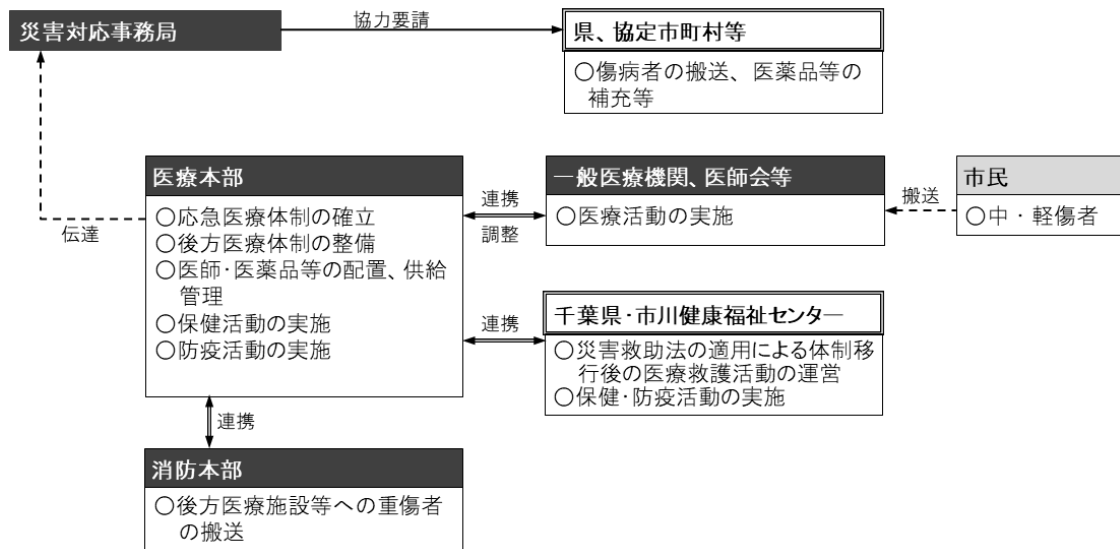 災害対応事務局
協力要請
県、協定市町村等
○傷病者の搬送、医薬品等の
補充等
医療本部
○応急医療体制の確立
○後方医療体制の整備
○医師・医薬品等の配置、供給
管理
○保健活動の実施
○防疫活動の実施
伝達
連携
調整
一般医療機関、医師会等
○医療活動の実施
搬送
市民
○中・軽傷者
連携
千葉県・市川健康福祉センター
○災害救助法の適用による体制移
行後の医療救護活動の運営
○保健・防疫活動の実施
連携
消防本部
○後方医療施設等への重傷者
の搬送